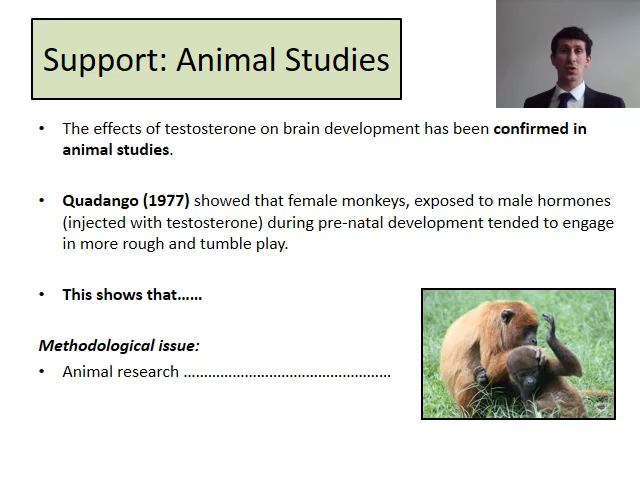 Support: Animal Studies
• The effects of testosterone on brain development has been confirmed in
animal studies.
• Quadango (1977) showed that female monkeys, exposed to male hormones
(injected with testosterone) during pre-natal development tended to engage
in more rough and tumble play.
• This shows that……
Methodological issue:
• Animal research ……………………………………………